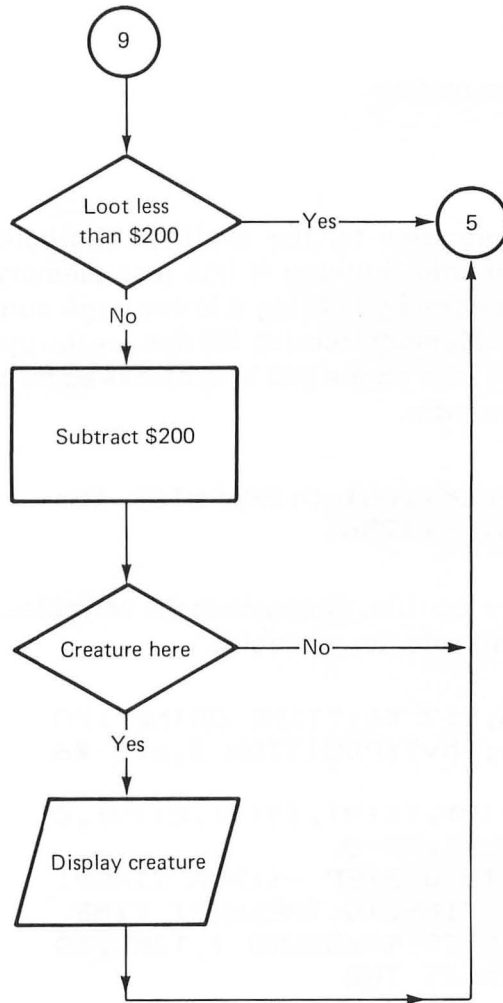 9
Loot less
than $200
Yes
5
No
Subtract $200
Creature here
No
Yes
Display creature